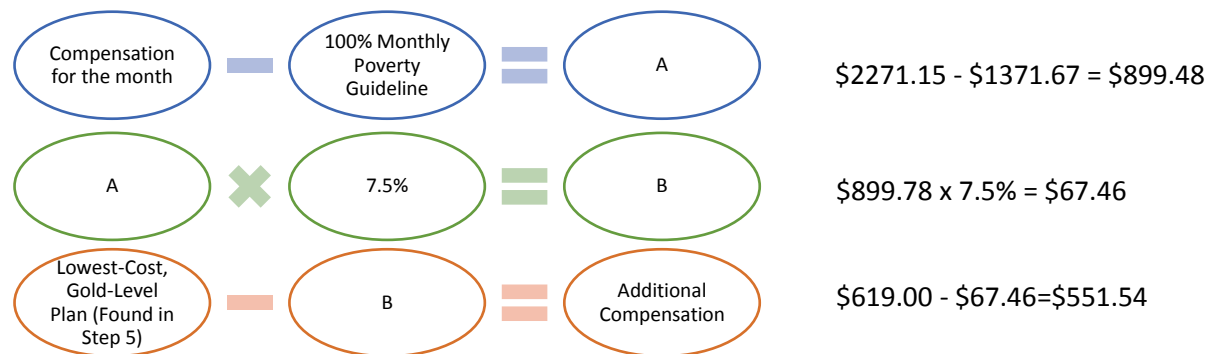 Compensation
for the month
100% Monthly
Poverty
Guideline
A
$2271.15 - $1371.67 = $899.48
A
7.5%
B
$899.78 x 7.5% = $67.46
Lowest-Cost,
Gold-Level
Plan (Found in
Step 5)
B
Additional
Compensation
$619.00 - $67.46=$551.54